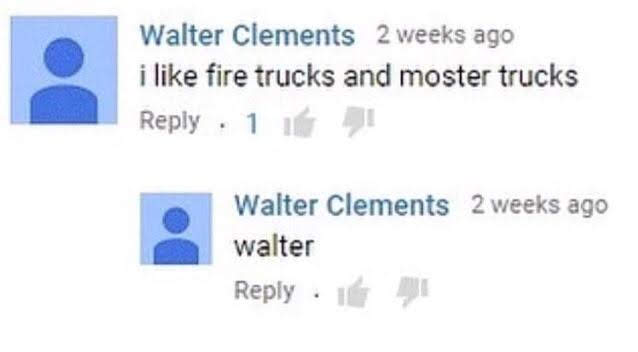 Walter Clements 2 weeks ago
i like fire trucks and moster trucks
Reply . 1
Walter Clements 2 weeks ago
walter
Reply .